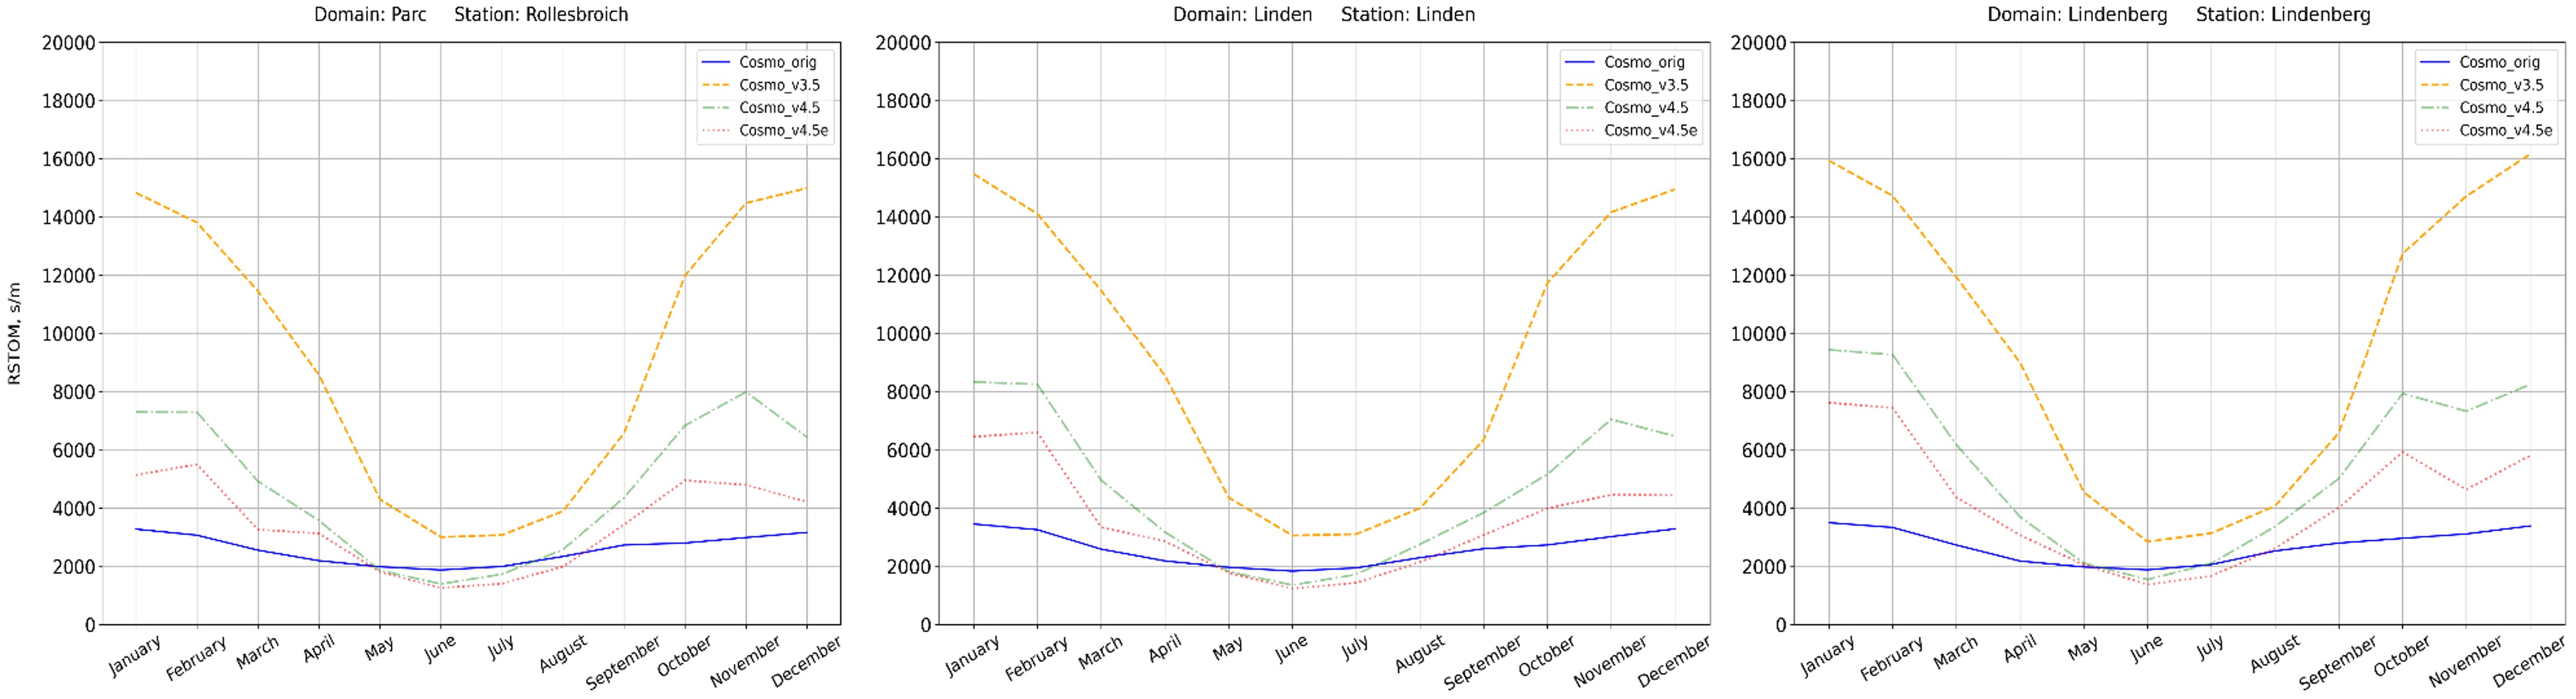 Domain: Parc Station: Rollesbroich
RSTOM, s/m
20000
18000
16000
14000
12000
10000
8000
6000
4000
2000
0
Cosmo_orig
Cosmo_v3.5
Cosmo_v4.5
Cosmo_v4.5e
January February March April May June July August September October November December
Domain: Linden Station: Linden
20000
18000
16000
14000
12000
10000
8000
6000
4000
2000
0
Cosmo_orig
Cosmo_v3.5
Cosmo_v4.5
Cosmo_v4.5e
January February March April May June July August September October November December
Domain: Lindenberg Station: Lindenberg
20000
18000
16000
14000
12000
10000
8000
6000
4000
2000
0
Cosmo_orig
Cosmo_v3.5
Cosmo_v4.5
Cosmo_v4.5e
January February March April May June July August September October November December